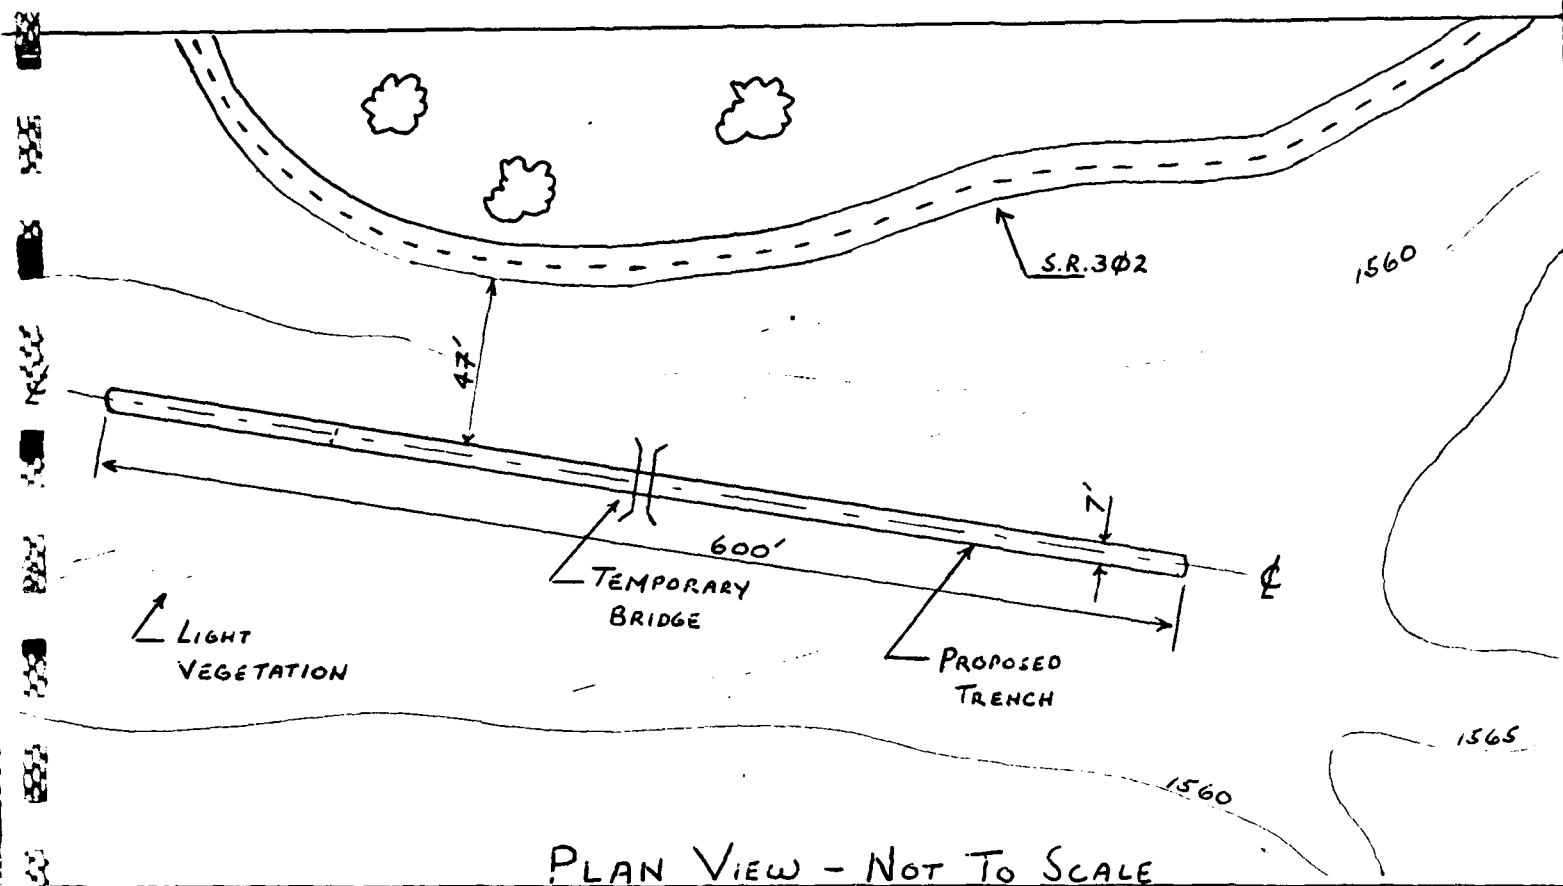 S.R.3Ø2
1560
47'
7'
600'
℄
TEMPORARY
BRIDGE
LIGHT
VEGETATION
PROPOSED
TRENCH
1565
1560
PLAN VIEW - NOT TO SCALE